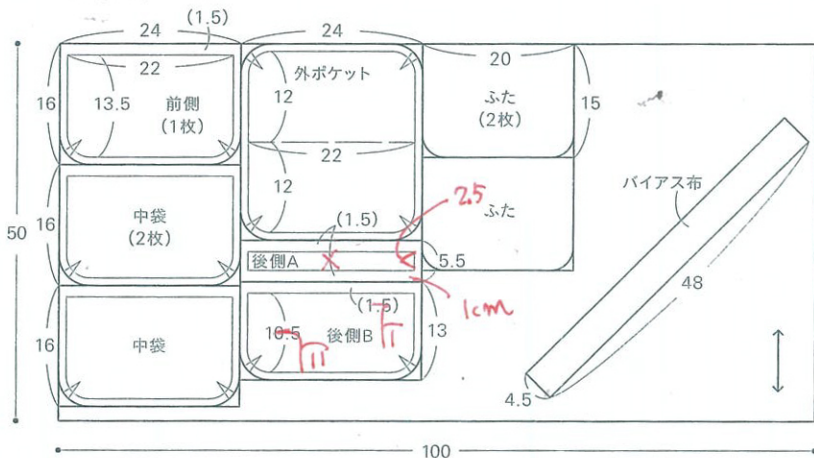 24
(1.5)
24
22
外ポケット
20
16
13.5
前側
(1枚)
12
ふた
(2枚)
15
22
バイアス布
12
16
中袋
(2枚)
ふた
50
(1.5)
2.5
後側A
×
5.5
48
1cm
(1.5)
1
16
中袋
10.5
11
後側B
13
4.5
100